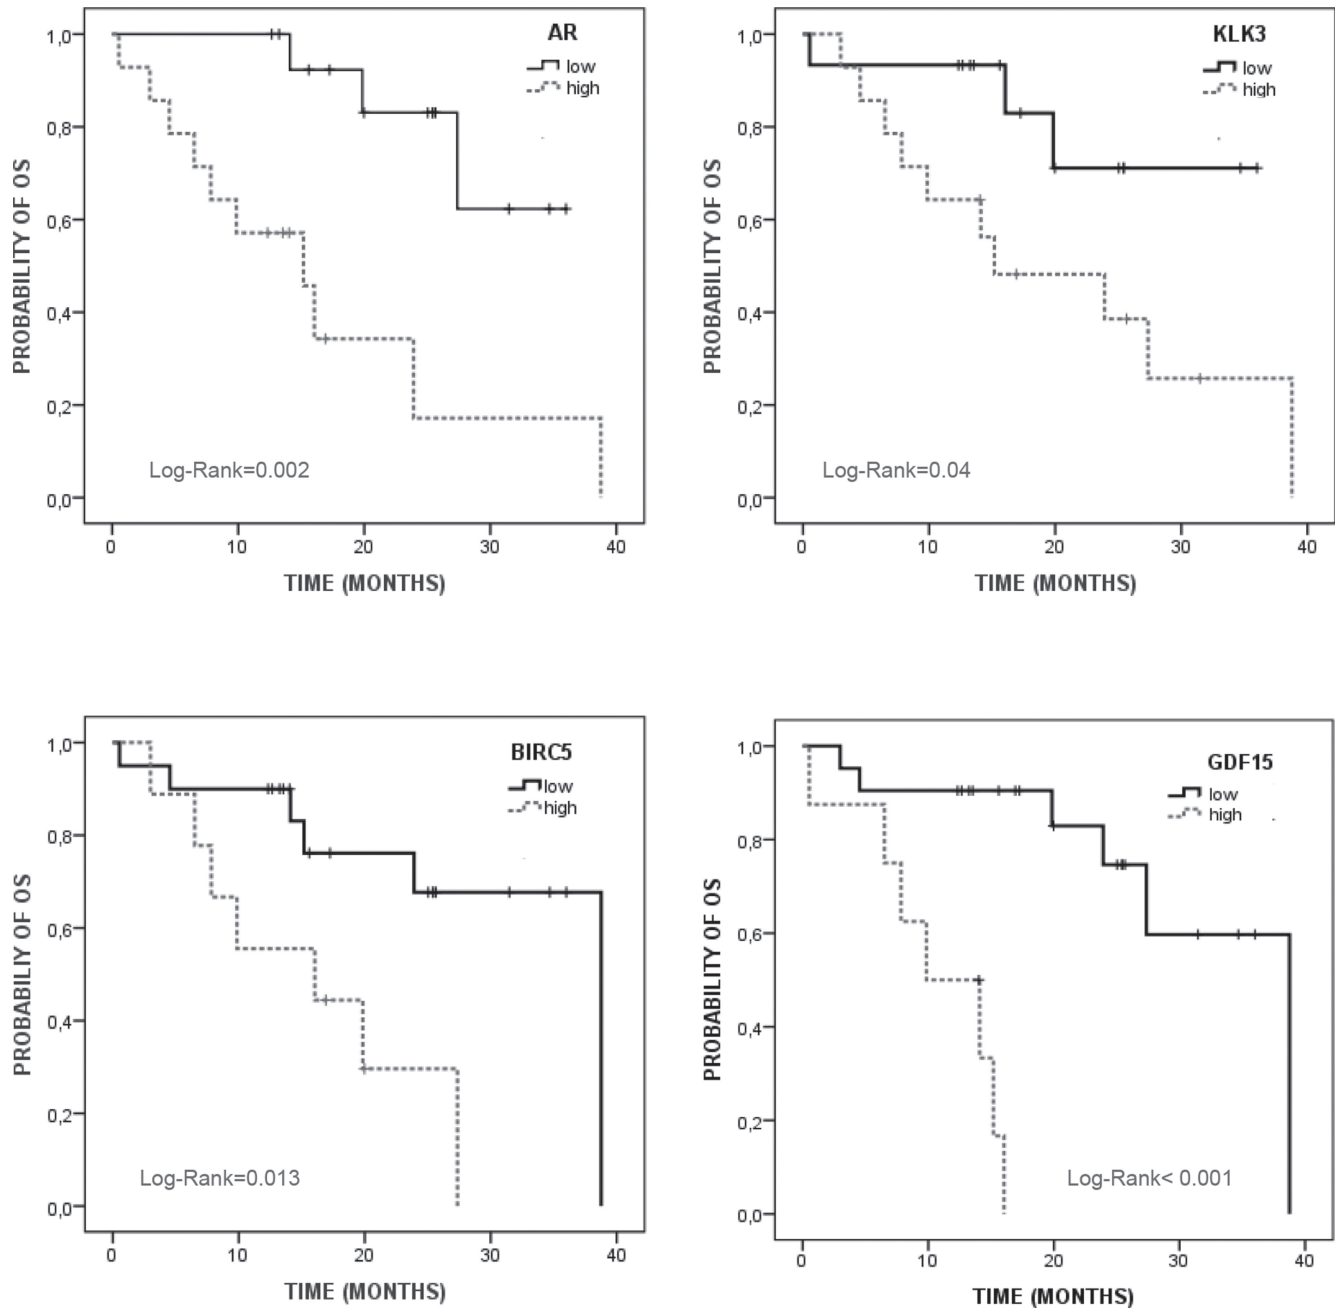 AR
low
high
1,0
0,8
0,6
0,4
0,2
0,0
PROBABILITY OF OS
Log-Rank=0.002
0 10 20 30 40
TIME (MONTHS)
KLK3
low
high
1,0
0,8
0,6
0,4
0,2
0,0
PROBABILITY OF OS
Log-Rank=0.04
0 10 20 30 40
TIME (MONTHS)
BIRC5
low
high
1,0
0,8
0,6
0,4
0,2
0,0
PROBABILIY OF OS
Log-Rank=0.013
0 10 20 30 40
TIME (MONTHS)
GDF15
low
high
1,0
0,8
0,6
0,4
0,2
0,0
PROBABILITY OF OS
Log-Rank< 0.001
0 10 20 30 40
TIME (MONTHS)